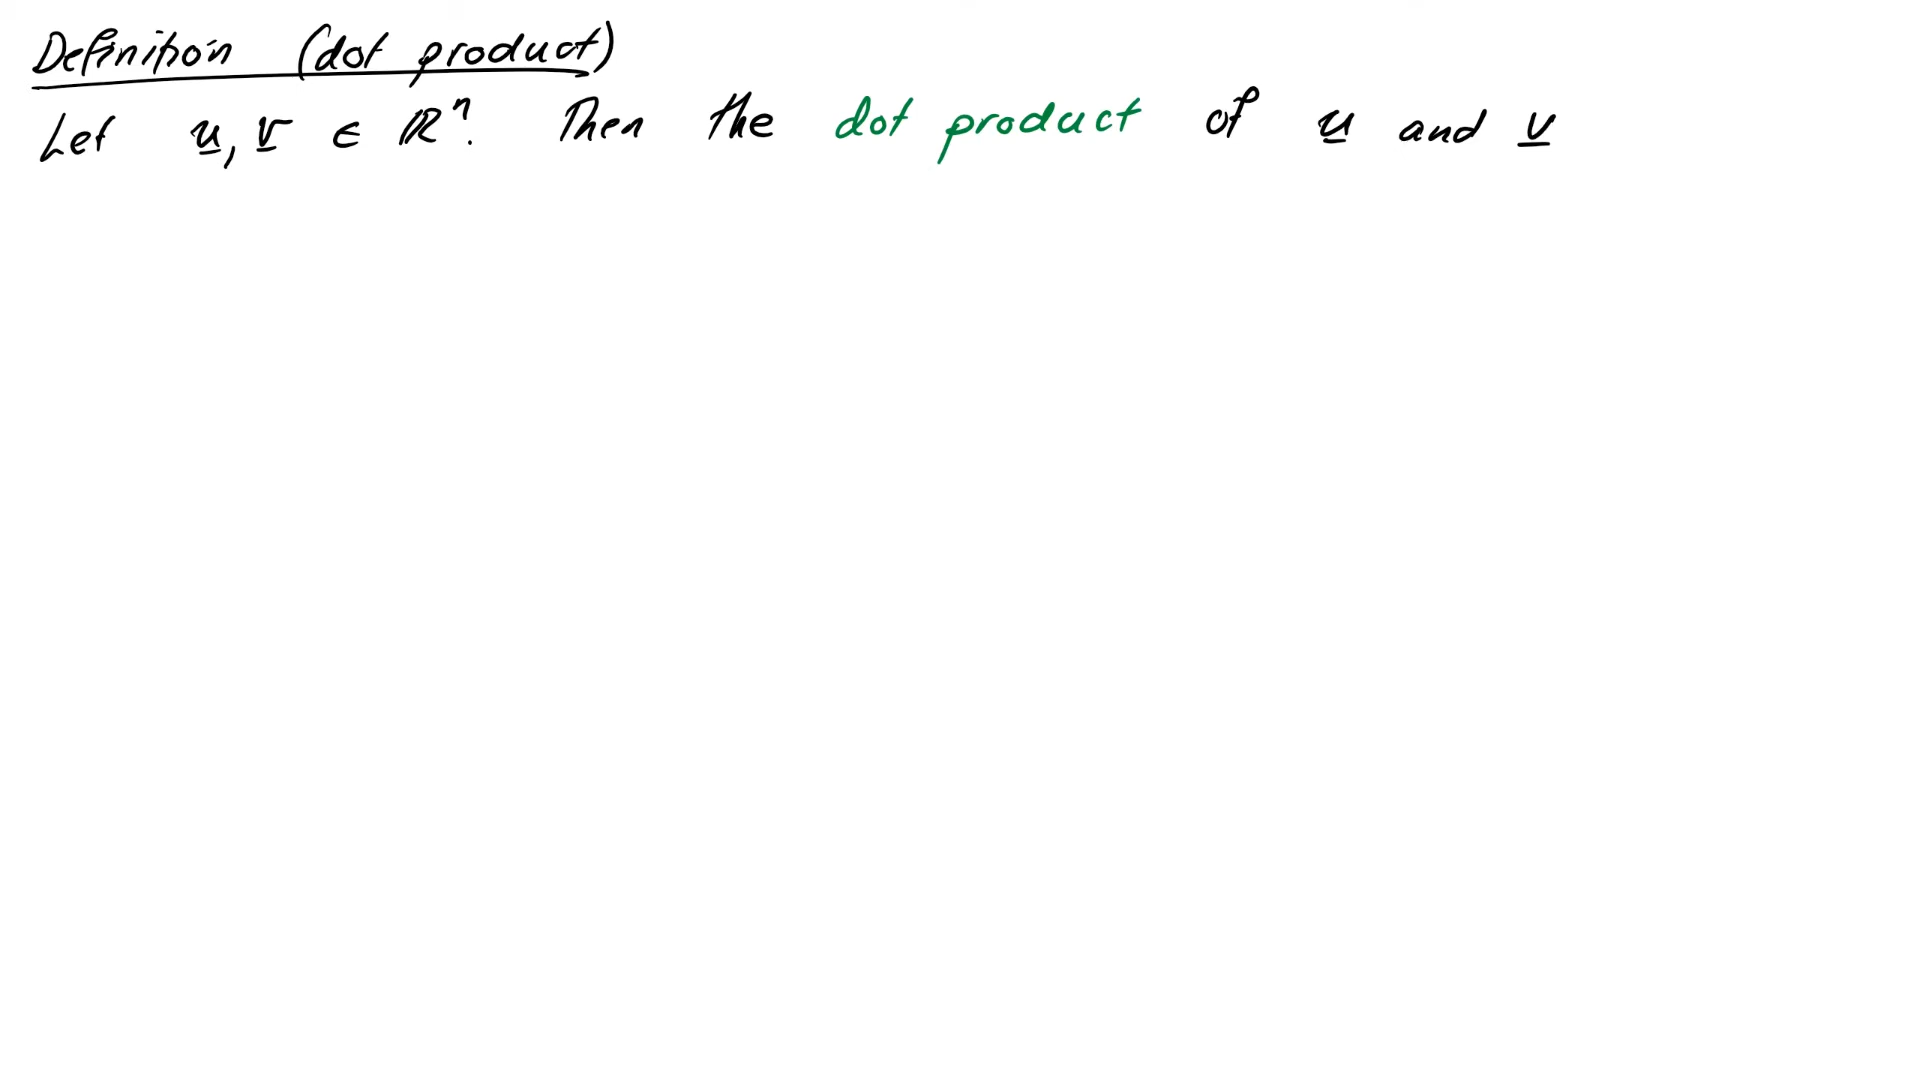 Definition (dot product)
Let u̲, v̲ ∈ ℝⁿ. Then the dot product of u̲ and v̲